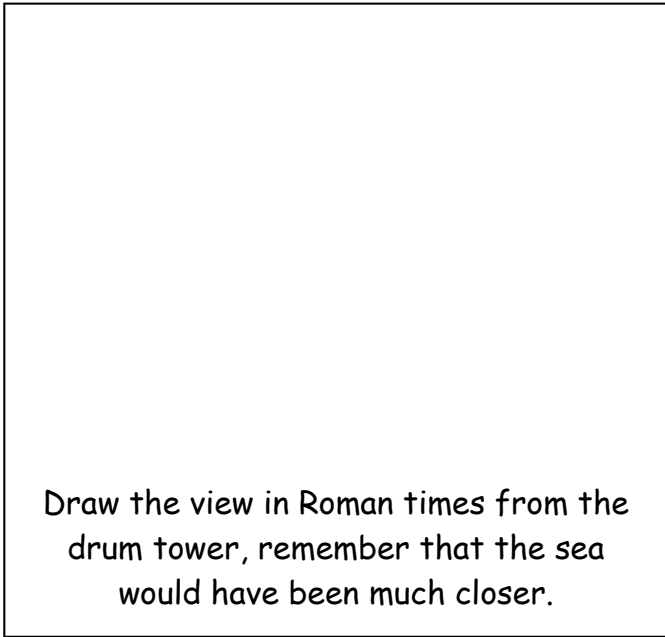 Draw the view in Roman times from the
drum tower, remember that the sea
would have been much closer.